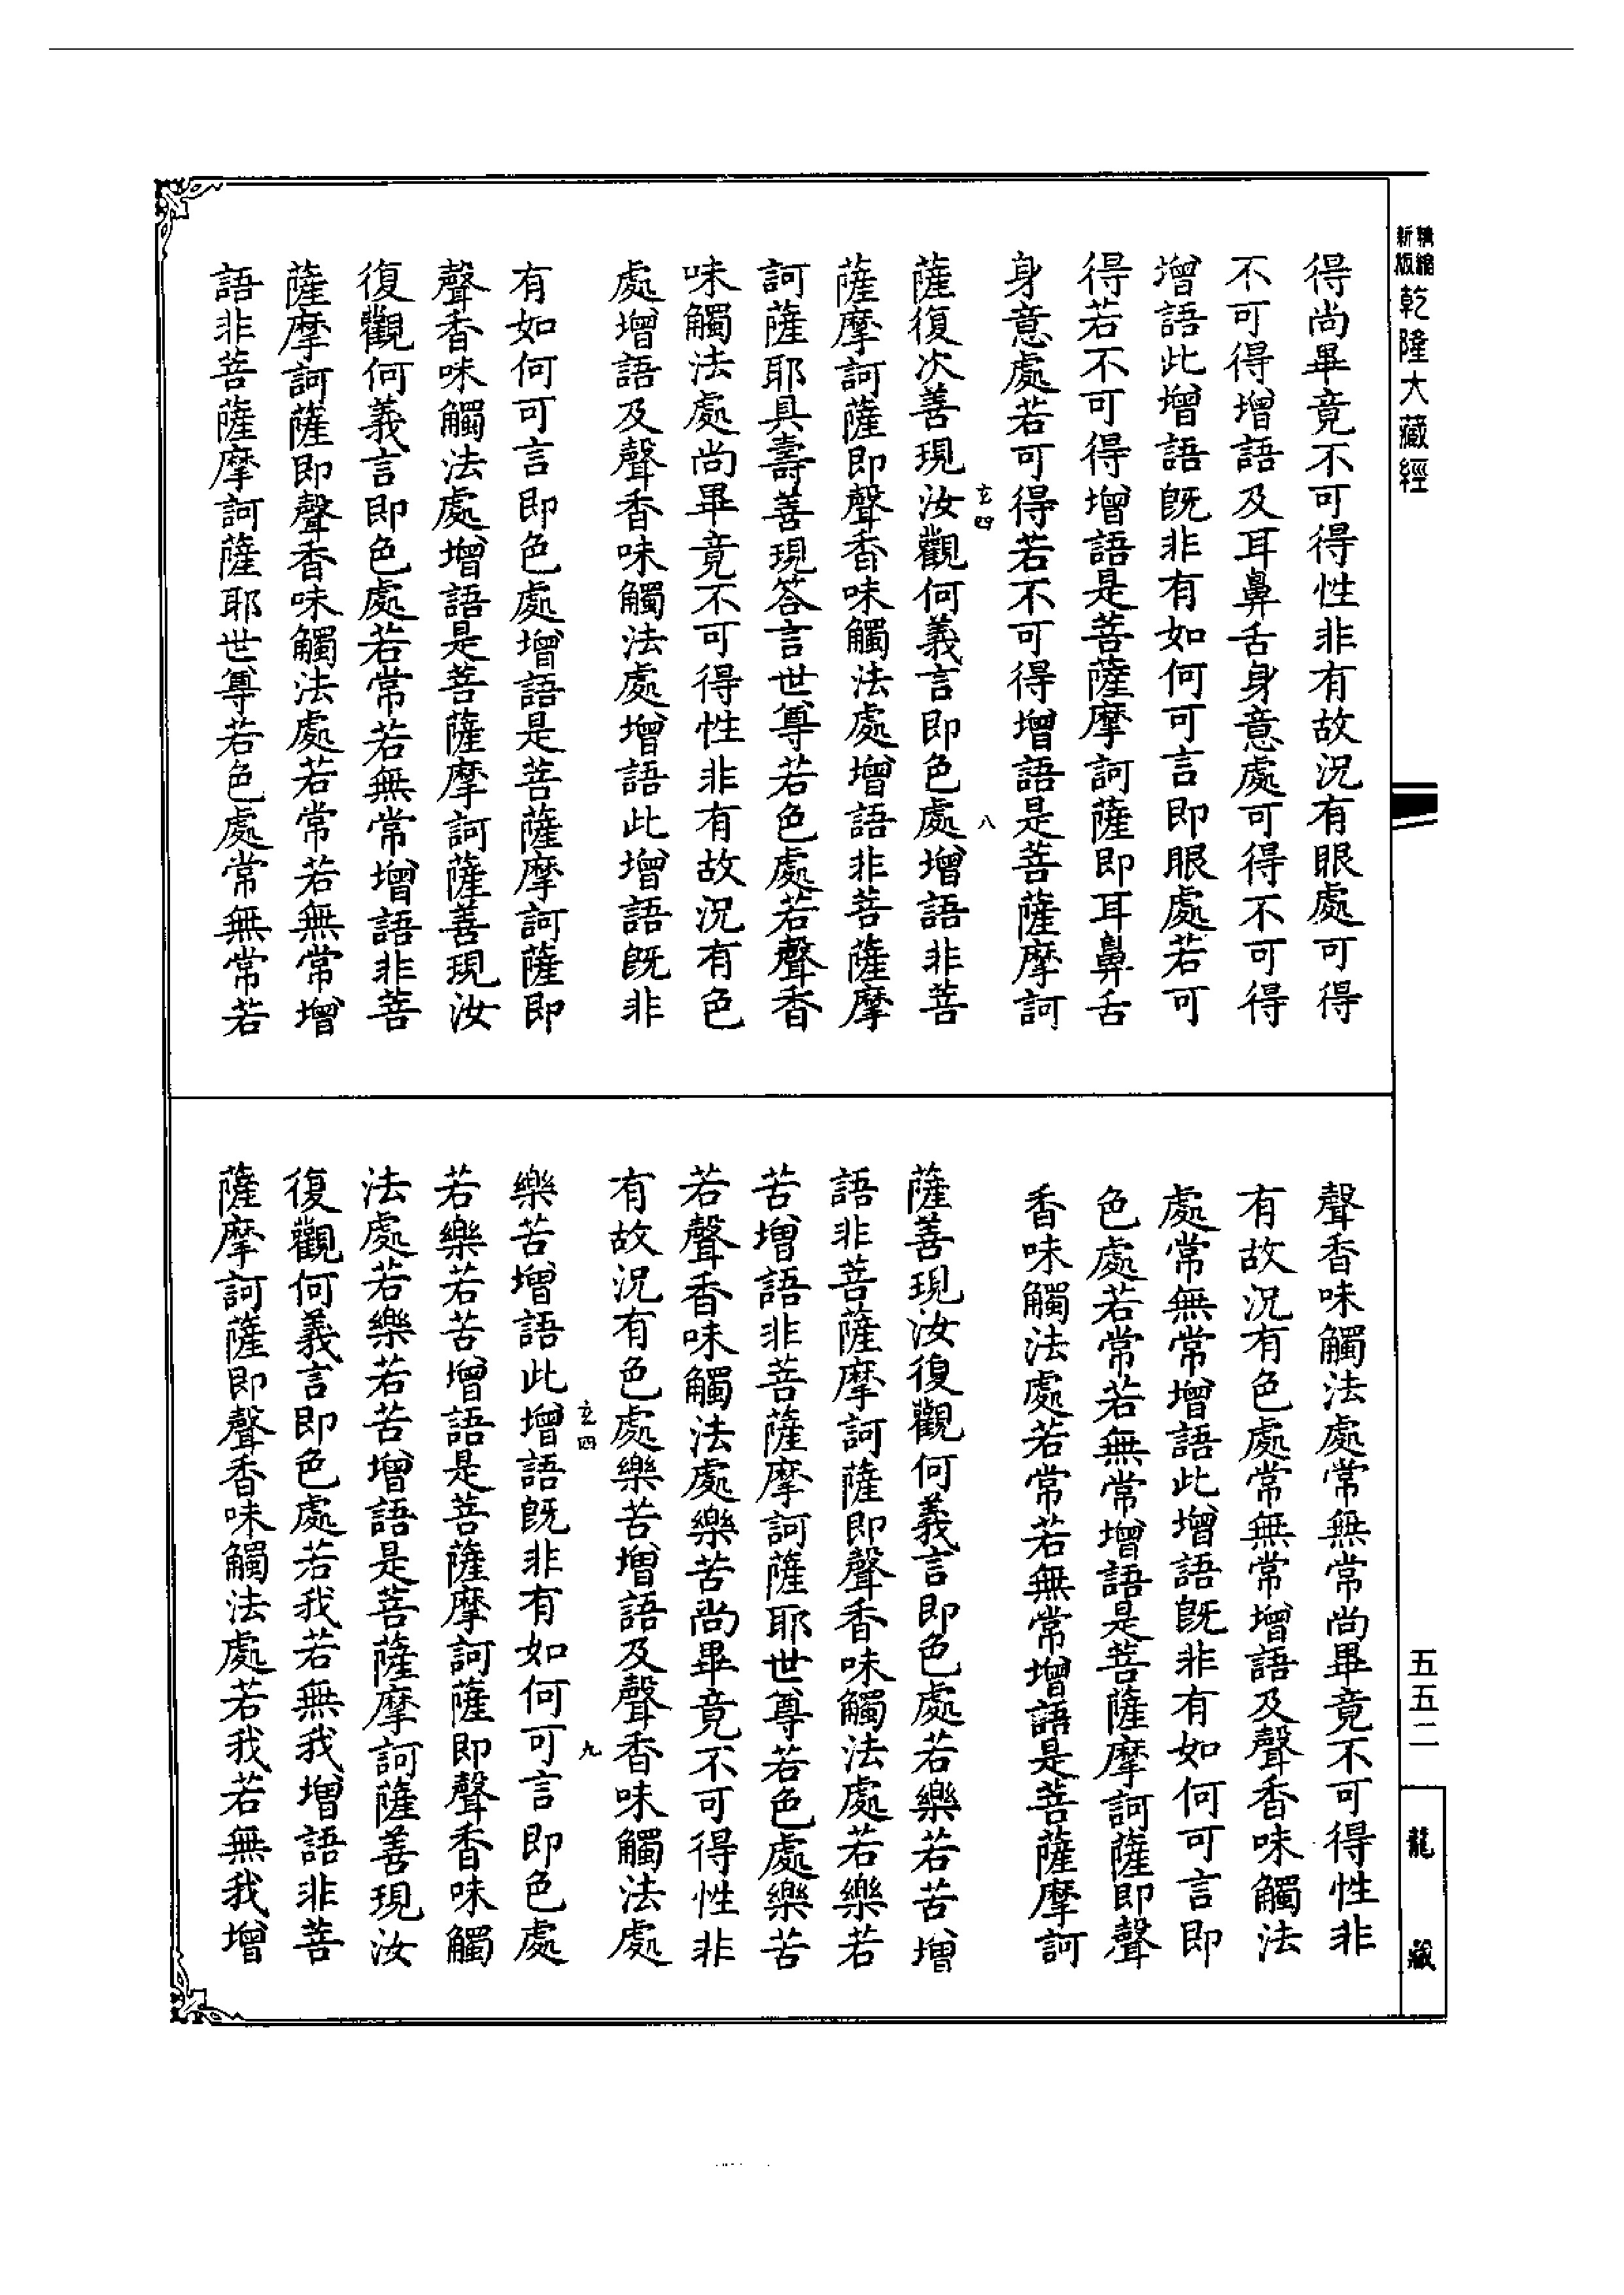 新版 精縮
乾隆大藏經
得尚畢竟不可得性非有故況有眼處可得
不可得增語及耳鼻舌身意處可得不可得
增語此增語既非有如何可言即眼處若可
得若不可得增語是菩薩摩訶薩即耳鼻舌
身意處若可得若不可得增語是菩薩摩訶
玄四 八
薩復次善現汝觀何義言即色處增語非菩
薩摩訶薩即聲香味觸法處增語非菩薩摩
訶薩耶具壽善現答言世尊若色處若聲香
味觸法處尚畢竟不可得性非有故況有色
處增語及聲香味觸法處增語此增語既非
有如何可言即色處增語是菩薩摩訶薩即
聲香味觸法處增語是菩薩摩訶薩善現汝
復觀何義言即色處若常若無常增語非菩
薩摩訶薩即聲香味觸法處若常若無常增
語非菩薩摩訶薩耶世尊若色處常無常若
聲香味觸法處常無常尚畢竟不可得性非
有故況有色處常無常增語及聲香味觸法
處常無常增語此增語既非有如何可言即
色處若常若無常增語是菩薩摩訶薩即聲
香味觸法處若常若無常增語是菩薩摩訶
薩善現汝復觀何義言即色處若樂若苦增
語非菩薩摩訶薩即聲香味觸法處若樂若
苦增語非菩薩摩訶薩耶世尊若色處樂苦
若聲香味觸法處樂苦尚畢竟不可得性非
有故況有色處樂苦增語及聲香味觸法處
玄四 九
樂苦增語此增語既非有如何可言即色處
若樂若苦增語是菩薩摩訶薩即聲香味觸
法處若樂若苦增語是菩薩摩訶薩善現汝
復觀何義言即色處若我若無我增語非菩
薩摩訶薩即聲香味觸法處若我若無我增
五五二
龍藏